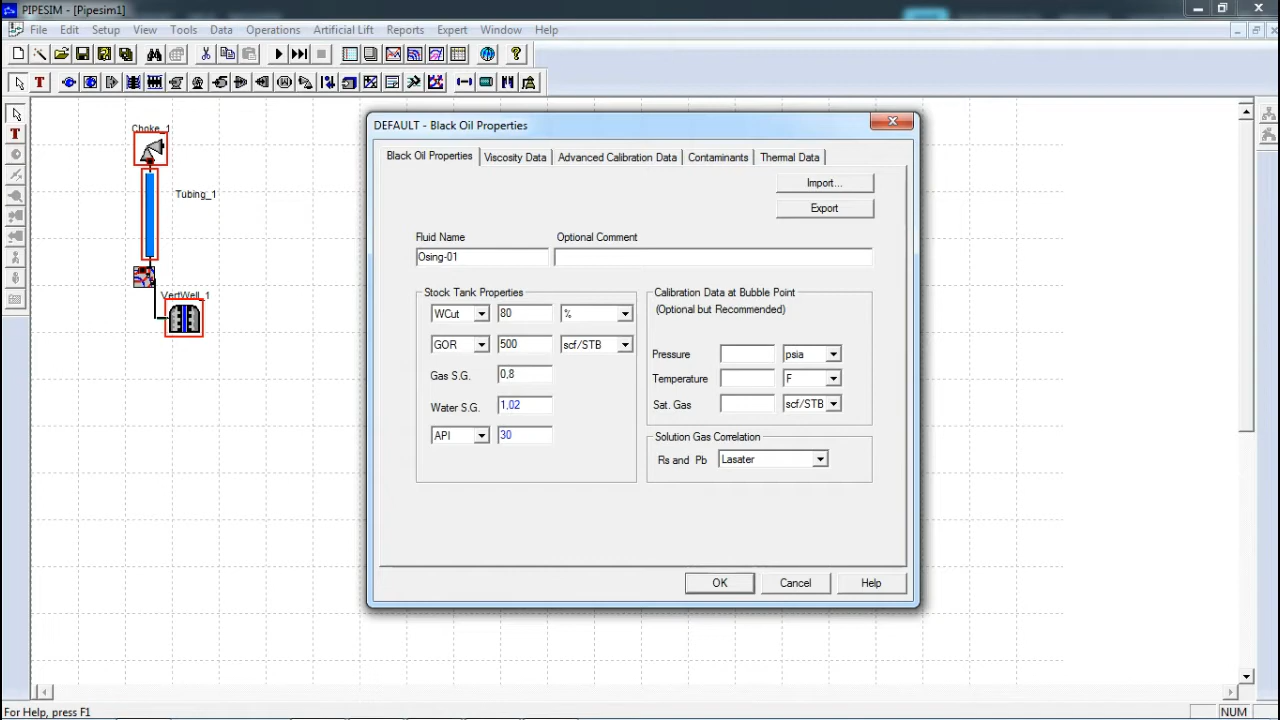 PIPESIM - [Pipesim1]
File Edit Setup View Tools Data Operations Artificial Lift Reports Expert Window Help
T
Choke_1
Tubing_1
VertWell_1
T
DEFAULT - Black Oil Properties
Black Oil Properties Viscosity Data Advanced Calibration Data Contaminants Thermal Data
Import...
Export
Fluid Name Optional Comment
Osing-01
Stock Tank Properties
WCut 80 %
GOR 500 scf/STB
Gas S.G. 0,8
Water S.G. 1,02
API 30
Calibration Data at Bubble Point
(Optional but Recommended)
Pressure psia
Temperature F
Sat. Gas scf/STB
Solution Gas Correlation
Rs and Pb Lasater
OK Cancel Help
For Help, press F1 NUM